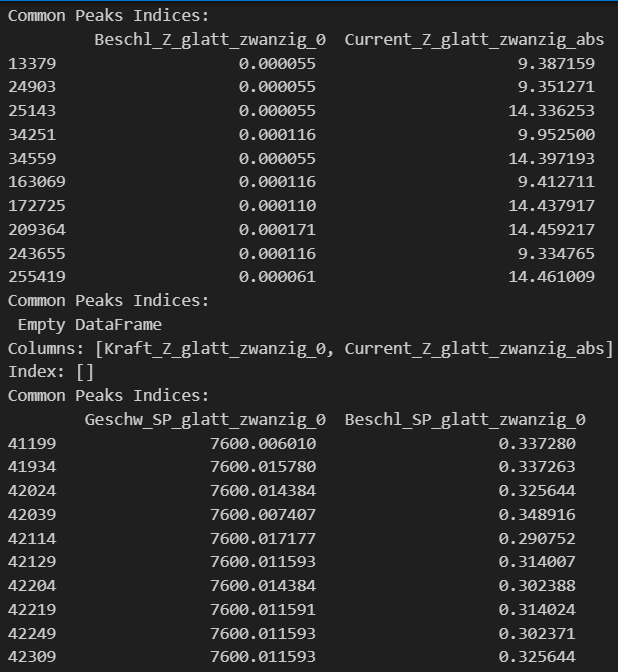 Common Peaks Indices:
Beschl_Z_glatt_zwanzig_0 Current_Z_glatt_zwanzig_abs
13379 0.000055 9.387159
24903 0.000055 9.351271
25143 0.000055 14.336253
34251 0.000116 9.952500
34559 0.000055 14.397193
163069 0.000116 9.412711
172725 0.000110 14.437917
209364 0.000171 14.459217
243655 0.000116 9.334765
255419 0.000061 14.461009
Common Peaks Indices:
Empty DataFrame
Columns: [Kraft_Z_glatt_zwanzig_0, Current_Z_glatt_zwanzig_abs]
Index: []
Common Peaks Indices:
Geschw_SP_glatt_zwanzig_0 Beschl_SP_glatt_zwanzig_0
41199 7600.006010 0.337280
41934 7600.015780 0.337263
42024 7600.014384 0.325644
42039 7600.007407 0.348916
42114 7600.017177 0.290752
42129 7600.011593 0.314007
42204 7600.014384 0.302388
42219 7600.011591 0.314024
42249 7600.011593 0.302371
42309 7600.011593 0.325644